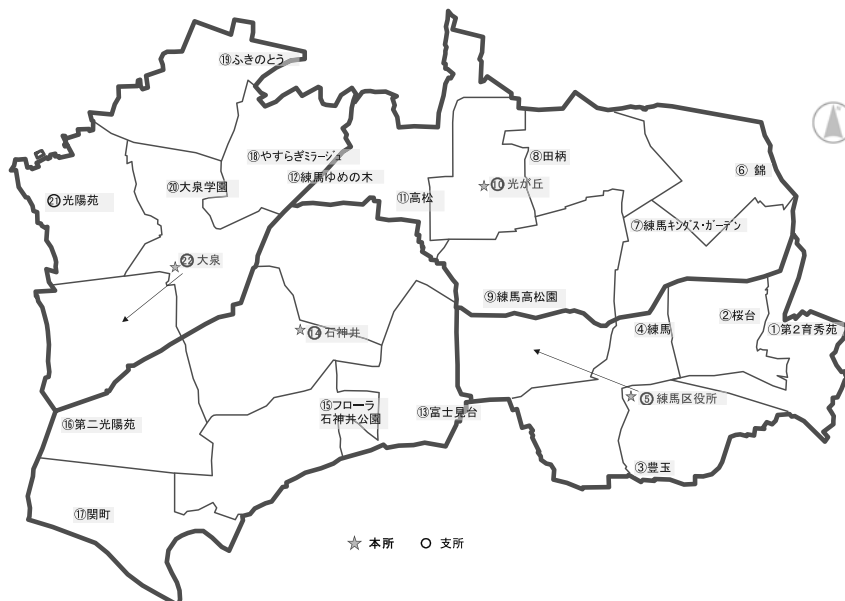 ⑲ふきのとう
⑱やすらぎミラージュ
⑧田柄
⑥ 錦
⑫練馬ゆめの木
⑳大泉学園
⑩光が丘
㉑光陽苑
⑪高松
⑦練馬キングス・ガーデン
㉒大泉
⑨練馬高松園
②桜台
⑭石神井
④練馬
①第2育秀苑
⑤練馬区役所
⑮フローラ
石神井公園
⑬富士見台
⑯第二光陽苑
③豊玉
⑰関町
本所 支所